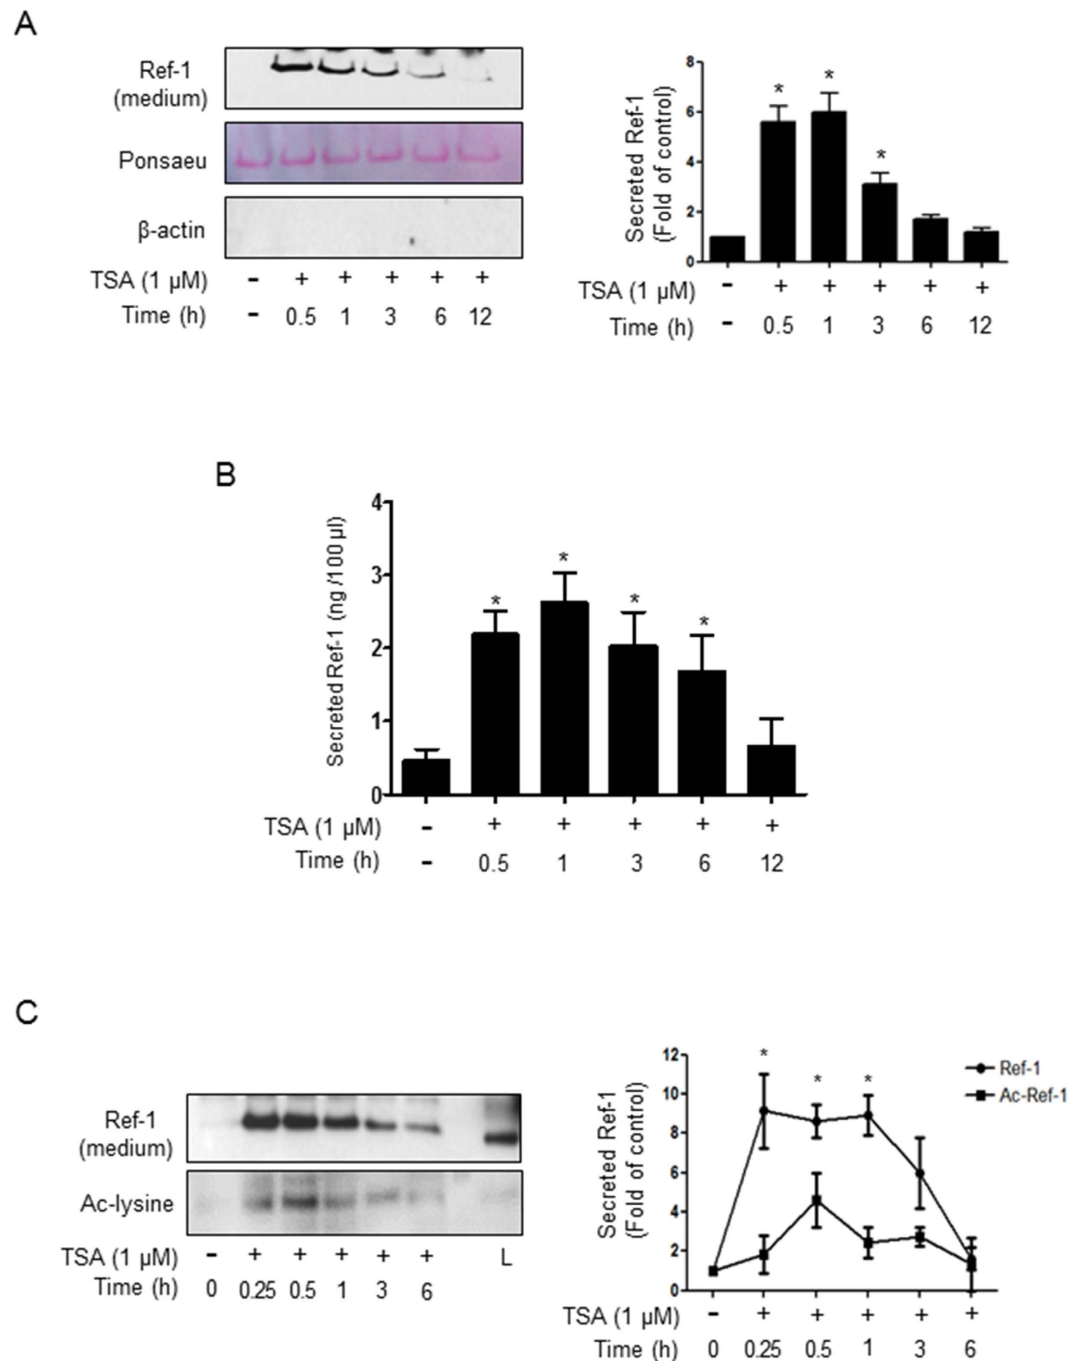 A
Ref-1
(medium)
Ponsaeu
β-actin
TSA (1 µM) - + + + + +
Time (h) - 0.5 1 3 6 12
Secreted Ref-1
(Fold of control)
8
6
4
2
0
* * *
TSA (1 µM) - + + + + +
Time (h) - 0.5 1 3 6 12
B
Secreted Ref-1 (ng /100 µl)
4
3
2
1
0
* * * *
TSA (1 µM) - + + + + +
Time (h) - 0.5 1 3 6 12
C
Ref-1
(medium)
Ac-lysine
TSA (1 µM) - + + + + + L
Time (h) 0 0.25 0.5 1 3 6
Secreted Ref-1
(Fold of control)
12
10
8
6
4
2
0
* * *
Ref-1
Ac-Ref-1
TSA (1 µM) - + + + + +
Time (h) 0 0.25 0.5 1 3 6